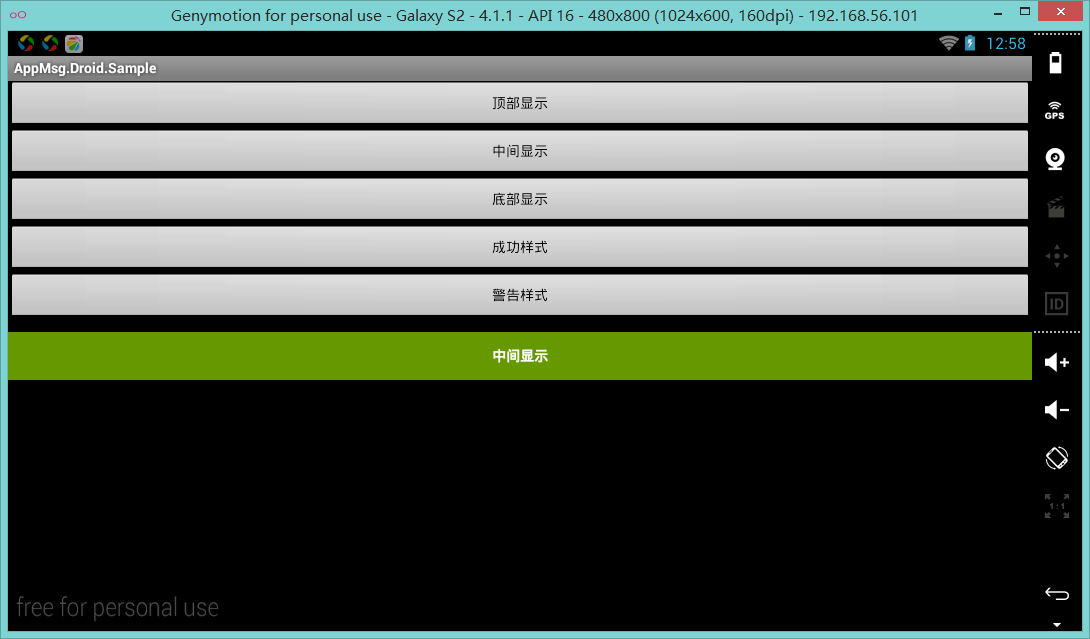 Genymotion for personal use - Galaxy S2 - 4.1.1 - API 16 - 480x800 (1024x600, 160dpi) - 192.168.56.101
12:58
AppMsg.Droid.Sample
顶部显示
GPS
中间显示
底部显示
成功样式
警告样式
ID
中间显示
1:1
free for personal use